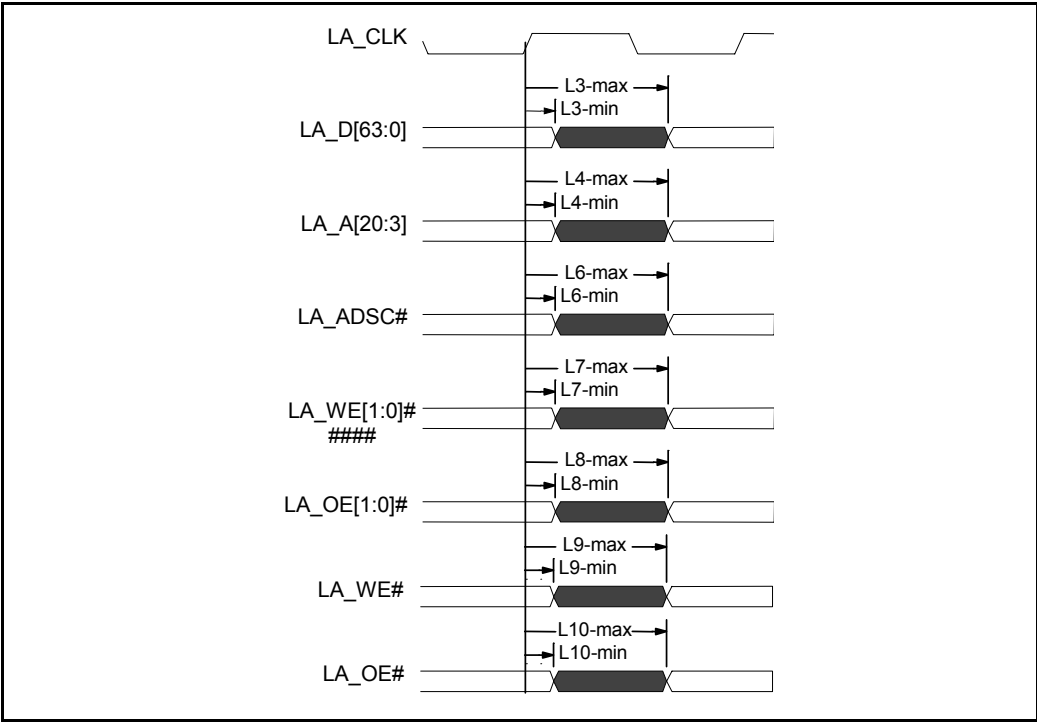 LA_CLK
L3-max
L3-min
LA_D[63:0]
L4-max
L4-min
LA_A[20:3]
L6-max
L6-min
LA_ADSC#
L7-max
L7-min
LA_WE[1:0]#
####
L8-max
L8-min
LA_OE[1:0]#
L9-max
L9-min
LA_WE#
L10-max
L10-min
LA_OE#